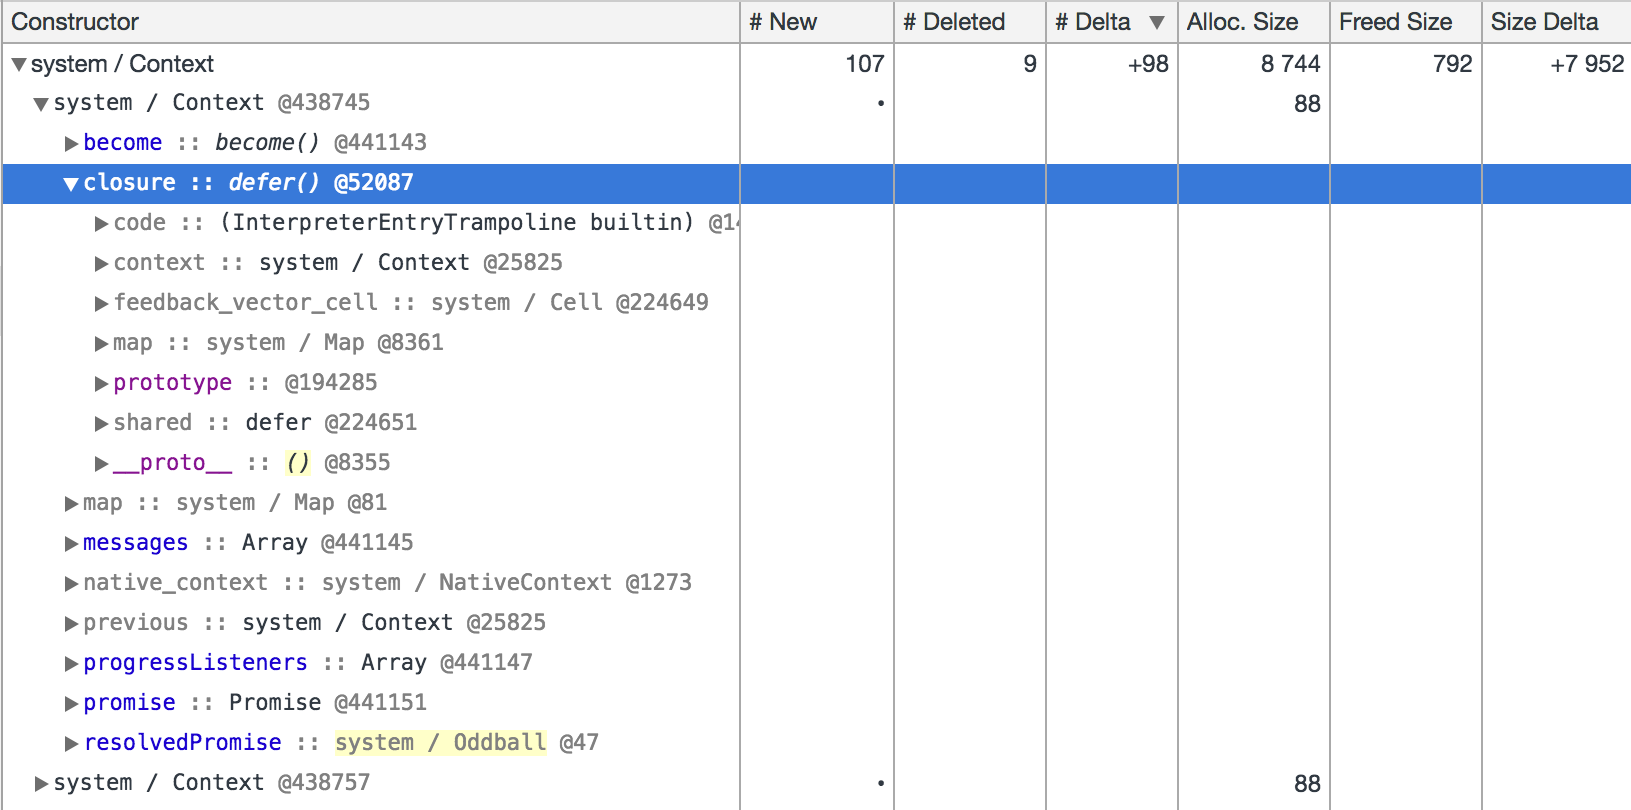 Constructor # New # Deleted # Delta ▼ Alloc. Size Freed Size Size Delta
▼system / Context 107 9 +98 8 744 792 +7 952
▼system / Context @438745 • 88
▶become :: become() @441143
▼closure :: defer() @52087
▶code :: (InterpreterEntryTrampoline builtin) @14
▶context :: system / Context @25825
▶feedback_vector_cell :: system / Cell @224649
▶map :: system / Map @8361
▶prototype :: @194285
▶shared :: defer @224651
▶__proto__ :: () @8355
▶map :: system / Map @81
▶messages :: Array @441145
▶native_context :: system / NativeContext @1273
▶previous :: system / Context @25825
▶progressListeners :: Array @441147
▶promise :: Promise @441151
▶resolvedPromise :: system / Oddball @47
▶system / Context @438757 • 88